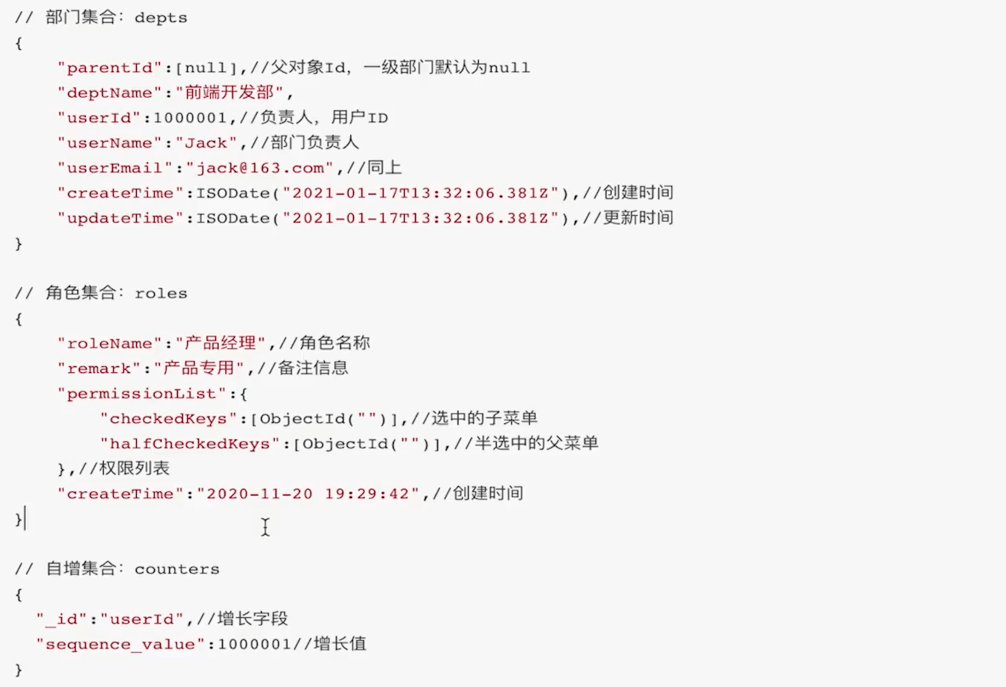 // 部门集合：depts
{
"parentId":[null],//父对象Id，一级部门默认为null
"deptName":"前端开发部",
"userId":1000001,//负责人，用户ID
"userName":"Jack",//部门负责人
"userEmail":"jack@163.com",//同上
"createTime":ISODate("2021-01-17T13:32:06.381Z"),//创建时间
"updateTime":ISODate("2021-01-17T13:32:06.381Z"),//更新时间
}
// 角色集合：roles
{
"roleName":"产品经理",//角色名称
"remark":"产品专用",//备注信息
"permissionList":{
"checkedKeys":[ObjectId("")],//选中的子菜单
"halfCheckedKeys":[ObjectId("")],//半选中的父菜单
},//权限列表
"createTime":"2020-11-20 19:29:42",//创建时间
}
// 自增集合：counters
{
"_id":"userId",//增长字段
"sequence_value":1000001//增长值
}